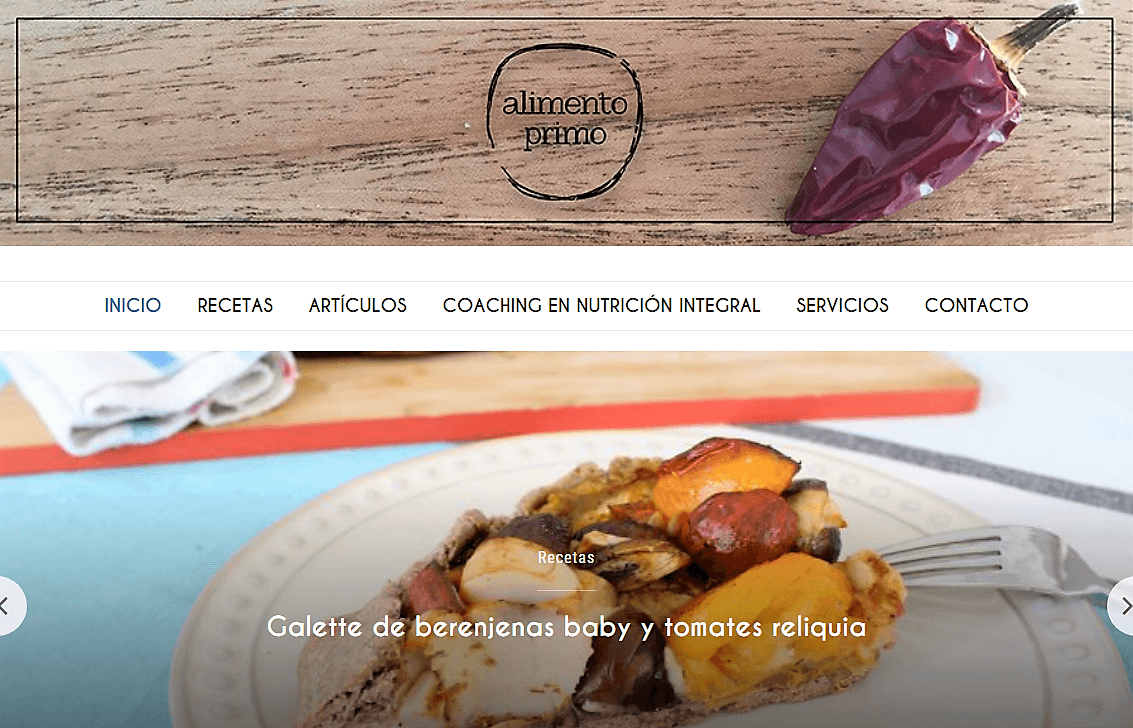 alimento
primo
INICIO RECETAS ARTÍCULOS COACHING EN NUTRICIÓN INTEGRAL SERVICIOS CONTACTO
Recetas
Galette de berenjenas baby y tomates reliquia